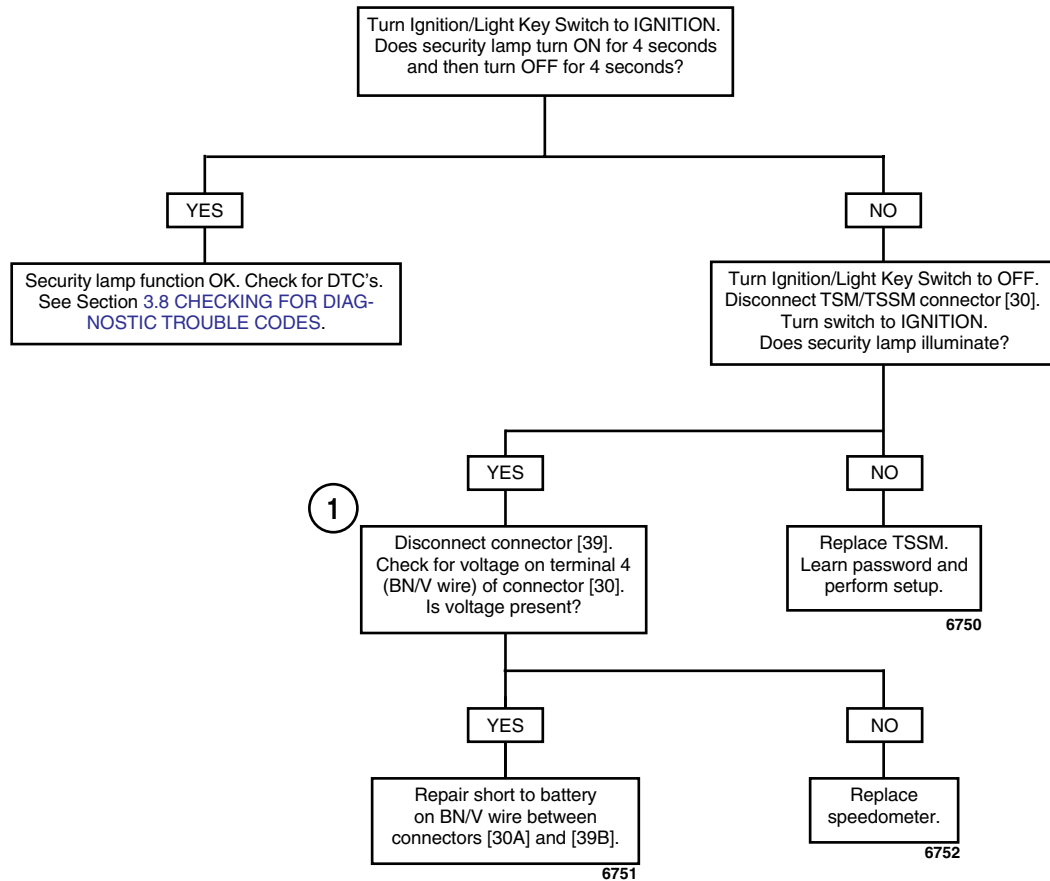 Turn Ignition/Light Key Switch to IGNITION.
Does security lamp turn ON for 4 seconds
and then turn OFF for 4 seconds?
YES
NO
Security lamp function OK. Check for DTC's.
See Section 3.8 CHECKING FOR DIAG-
NOSTIC TROUBLE CODES.
Turn Ignition/Light Key Switch to OFF.
Disconnect TSM/TSSM connector [30].
Turn switch to IGNITION.
Does security lamp illuminate?
YES
NO
1
Disconnect connector [39].
Check for voltage on terminal 4
(BN/V wire) of connector [30].
Is voltage present?
Replace TSSM.
Learn password and
perform setup.
6750
YES
NO
Repair short to battery
on BN/V wire between
connectors [30A] and [39B].
6751
Replace
speedometer.
6752